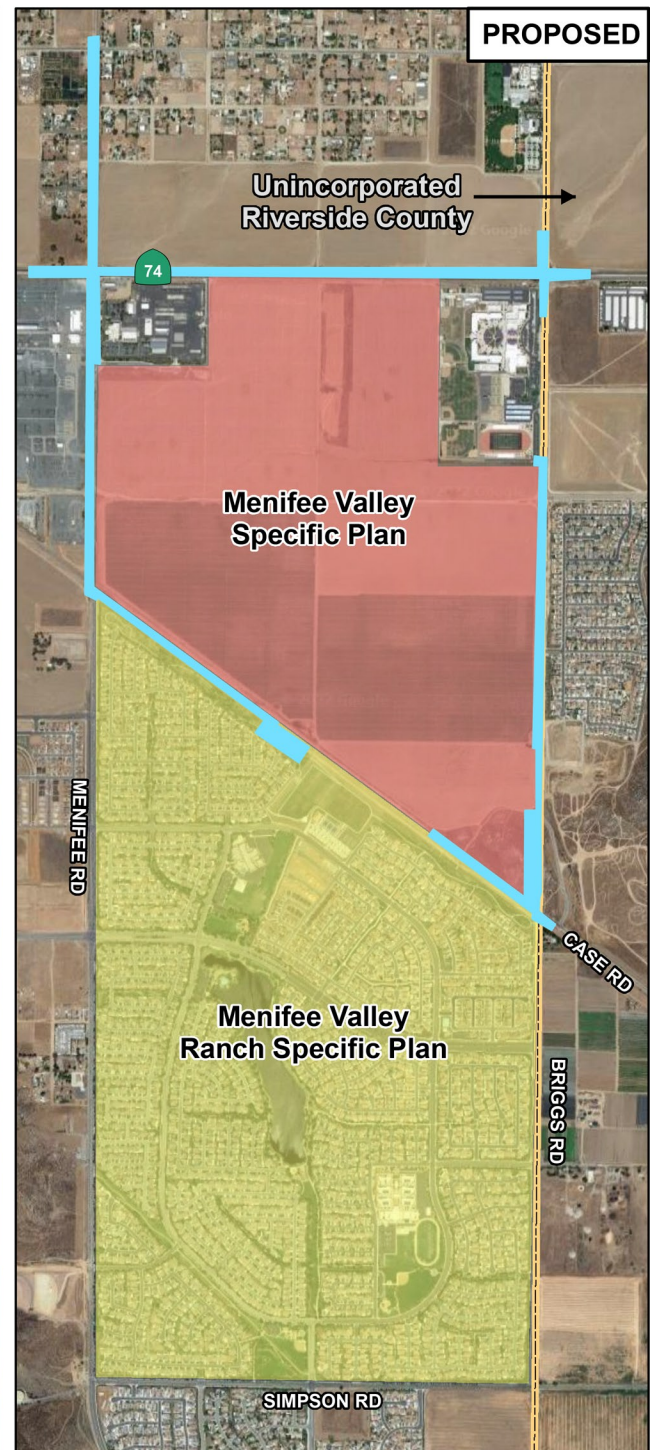 PROPOSED
Unincorporated
Riverside County
Google
74
Menifee Valley
Specific Plan
MENIFEE RD
CASE RD
Menifee Valley
Ranch Specific Plan
BRIGGS RD
SIMPSON RD